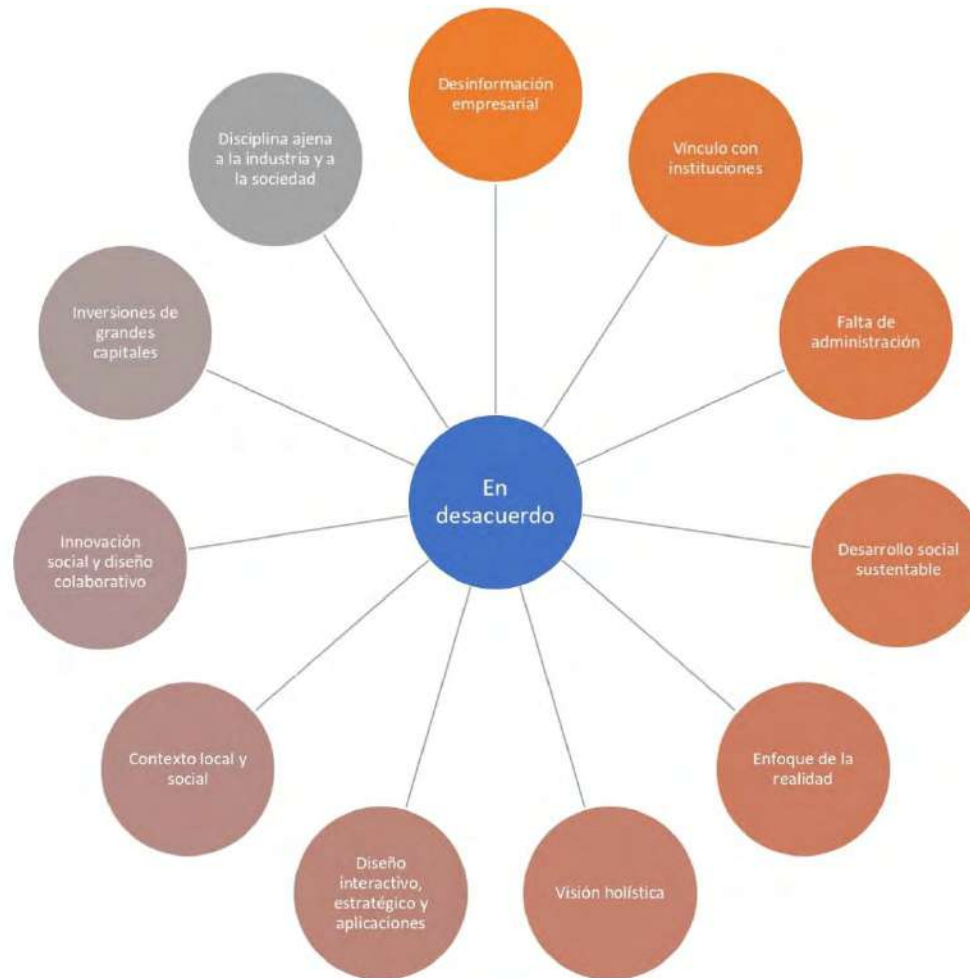 Desinformación
empresarial
Vínculo con
instituciones
Falta de
administración
Desarrollo social
sustentable
Enfoque de la
realidad
Visión holística
Diseño
interactivo,
estratégico y
aplicaciones
Contexto local y
social
Innovación
social y diseño
colaborativo
Inversiones de
grandes
capitales
Disciplina ajena
a la industria y a
la sociedad
En
desacuerdo